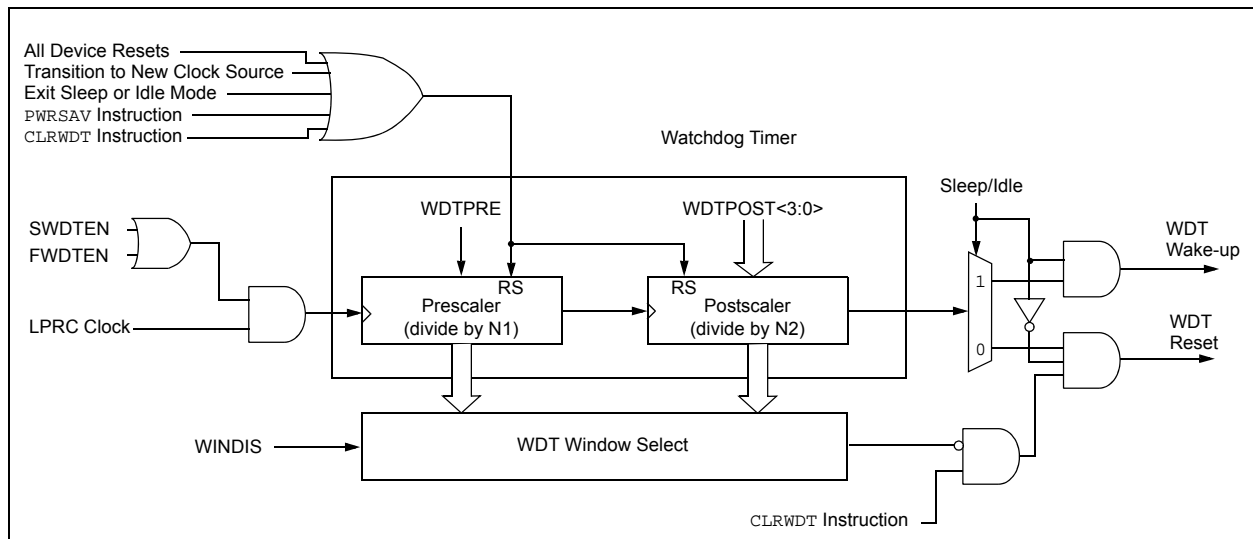 All Device Resets
Transition to New Clock Source
Exit Sleep or Idle Mode
PWRSAV Instruction
CLRWDT Instruction
Watchdog Timer
Sleep/Idle
WDTPRE
WDTPOST<3:0>
SWDTEN
FWDTEN
WDT
Wake-up
RS
RS
1
Prescaler
(divide by N1)
Postscaler
(divide by N2)
LPRC Clock
0
WDT
Reset
WINDIS
WDT Window Select
CLRWDT Instruction